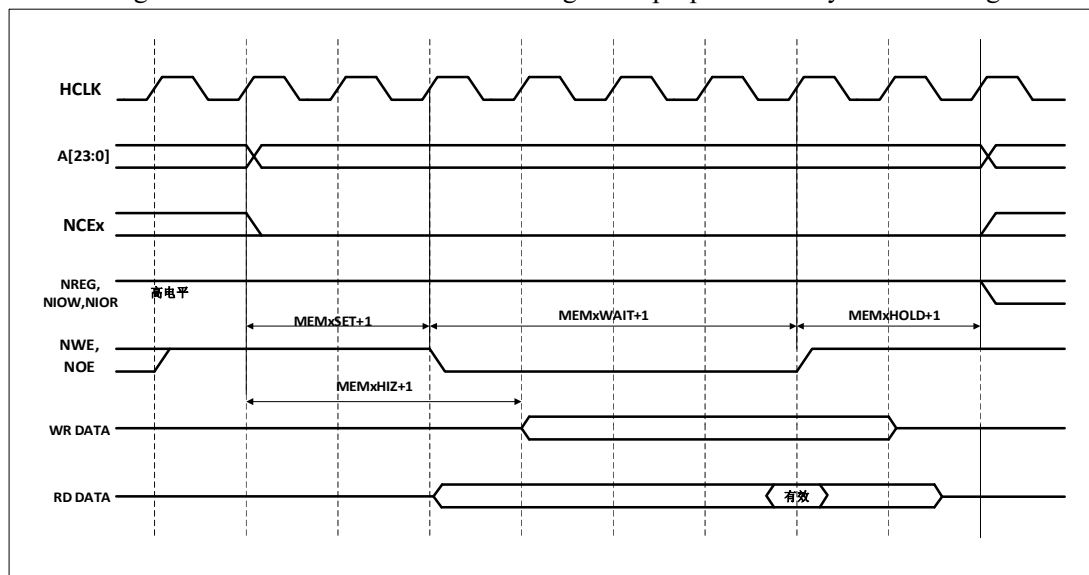 HCLK
A[23:0]
NCEx
NREG,
NIOW,NIOR
高电平
MEMxSET+1
MEMxWAIT+1
MEMxHOLD+1
NWE,
NOE
MEMxHIZ+1
WR DATA
RD DATA
有效